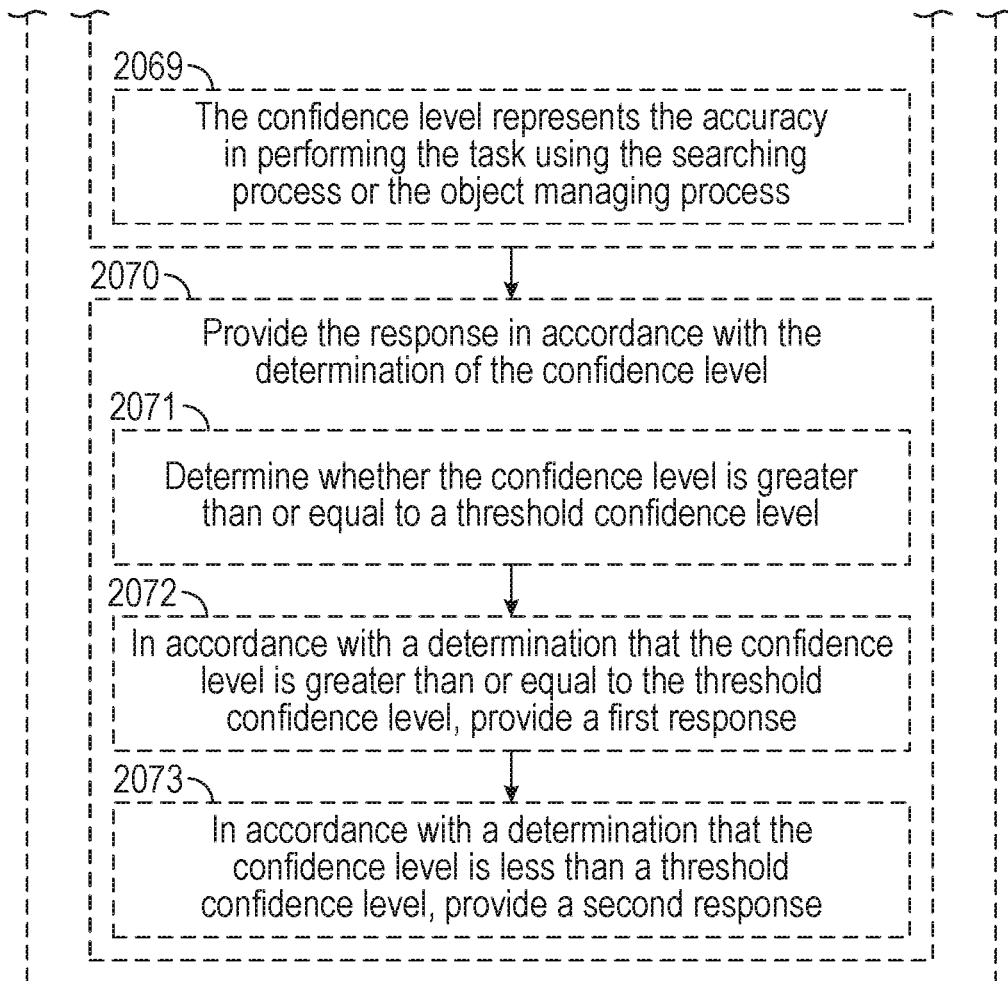 2069
The confidence level represents the accuracy
in performing the task using the searching
process or the object managing process
2070
Provide the response in accordance with the
determination of the confidence level
2071
Determine whether the confidence level is greater
than or equal to a threshold confidence level
2072
In accordance with a determination that the confidence
level is greater than or equal to the threshold
confidence level, provide a first response
2073
In accordance with a determination that the
confidence level is less than a threshold
confidence level, provide a second response